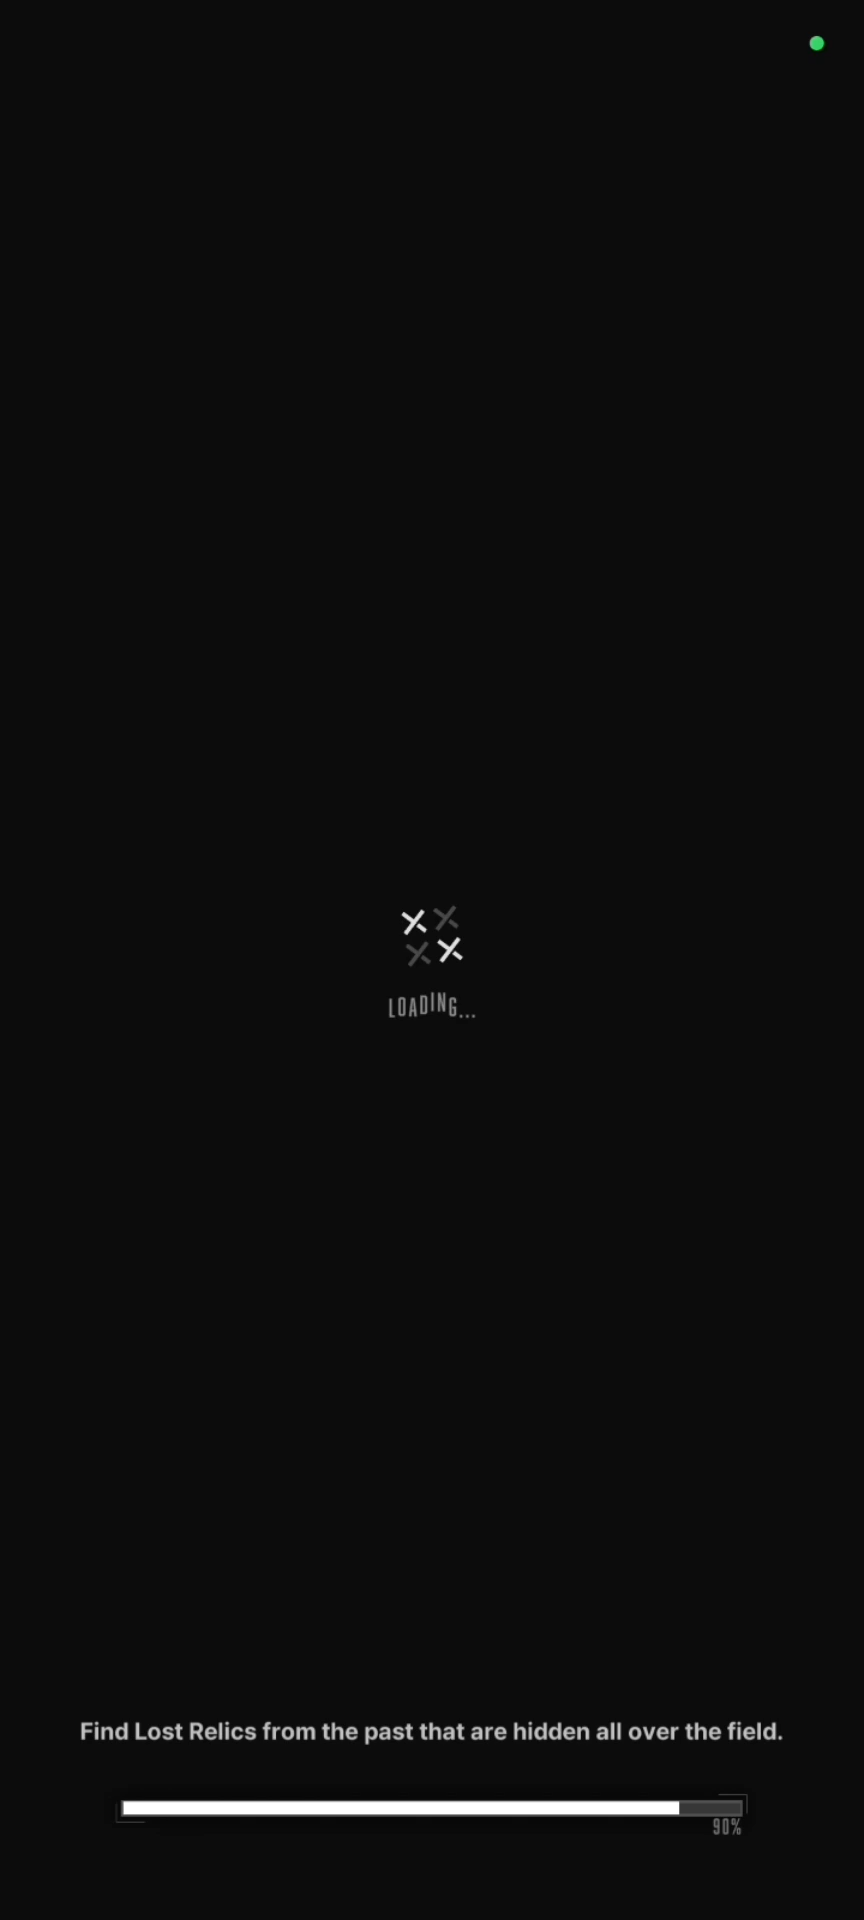 LOADING...
Find Lost Relics from the past that are hidden all over the field.
90%